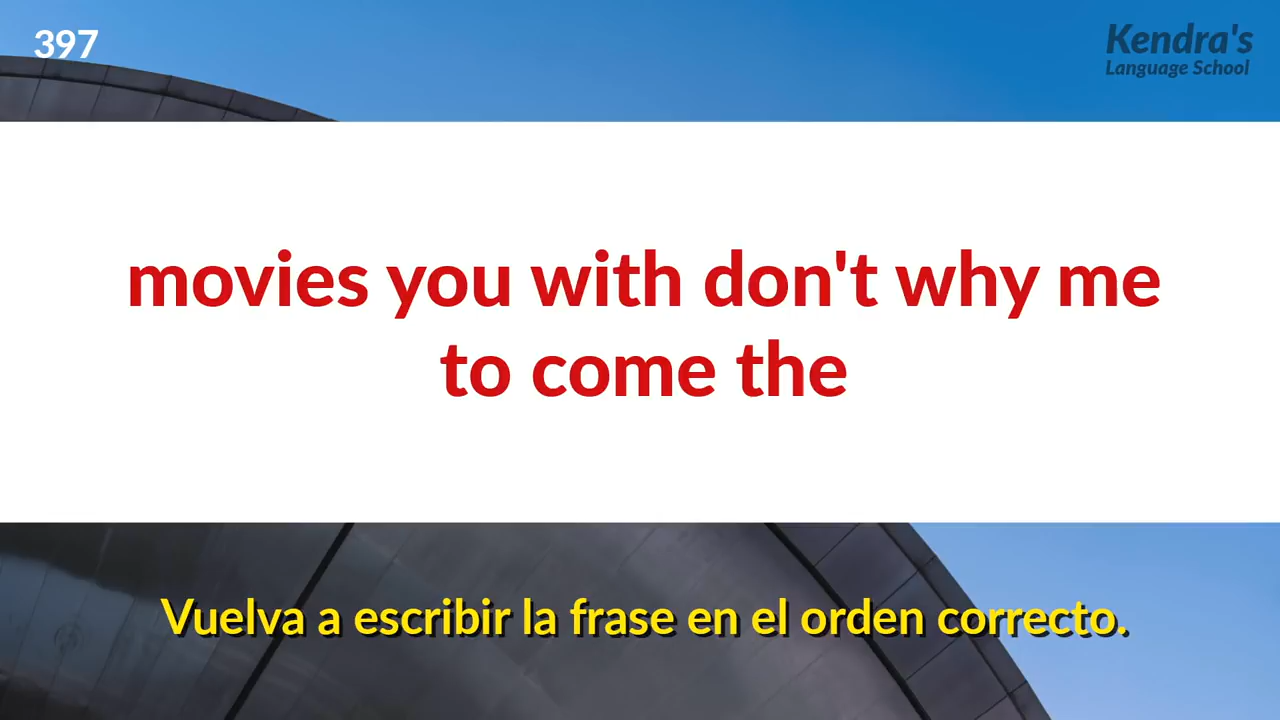 397
Kendra's
Language School
movies you with don't why me
to come the
Vuelva a escribir la frase en el orden correcto.